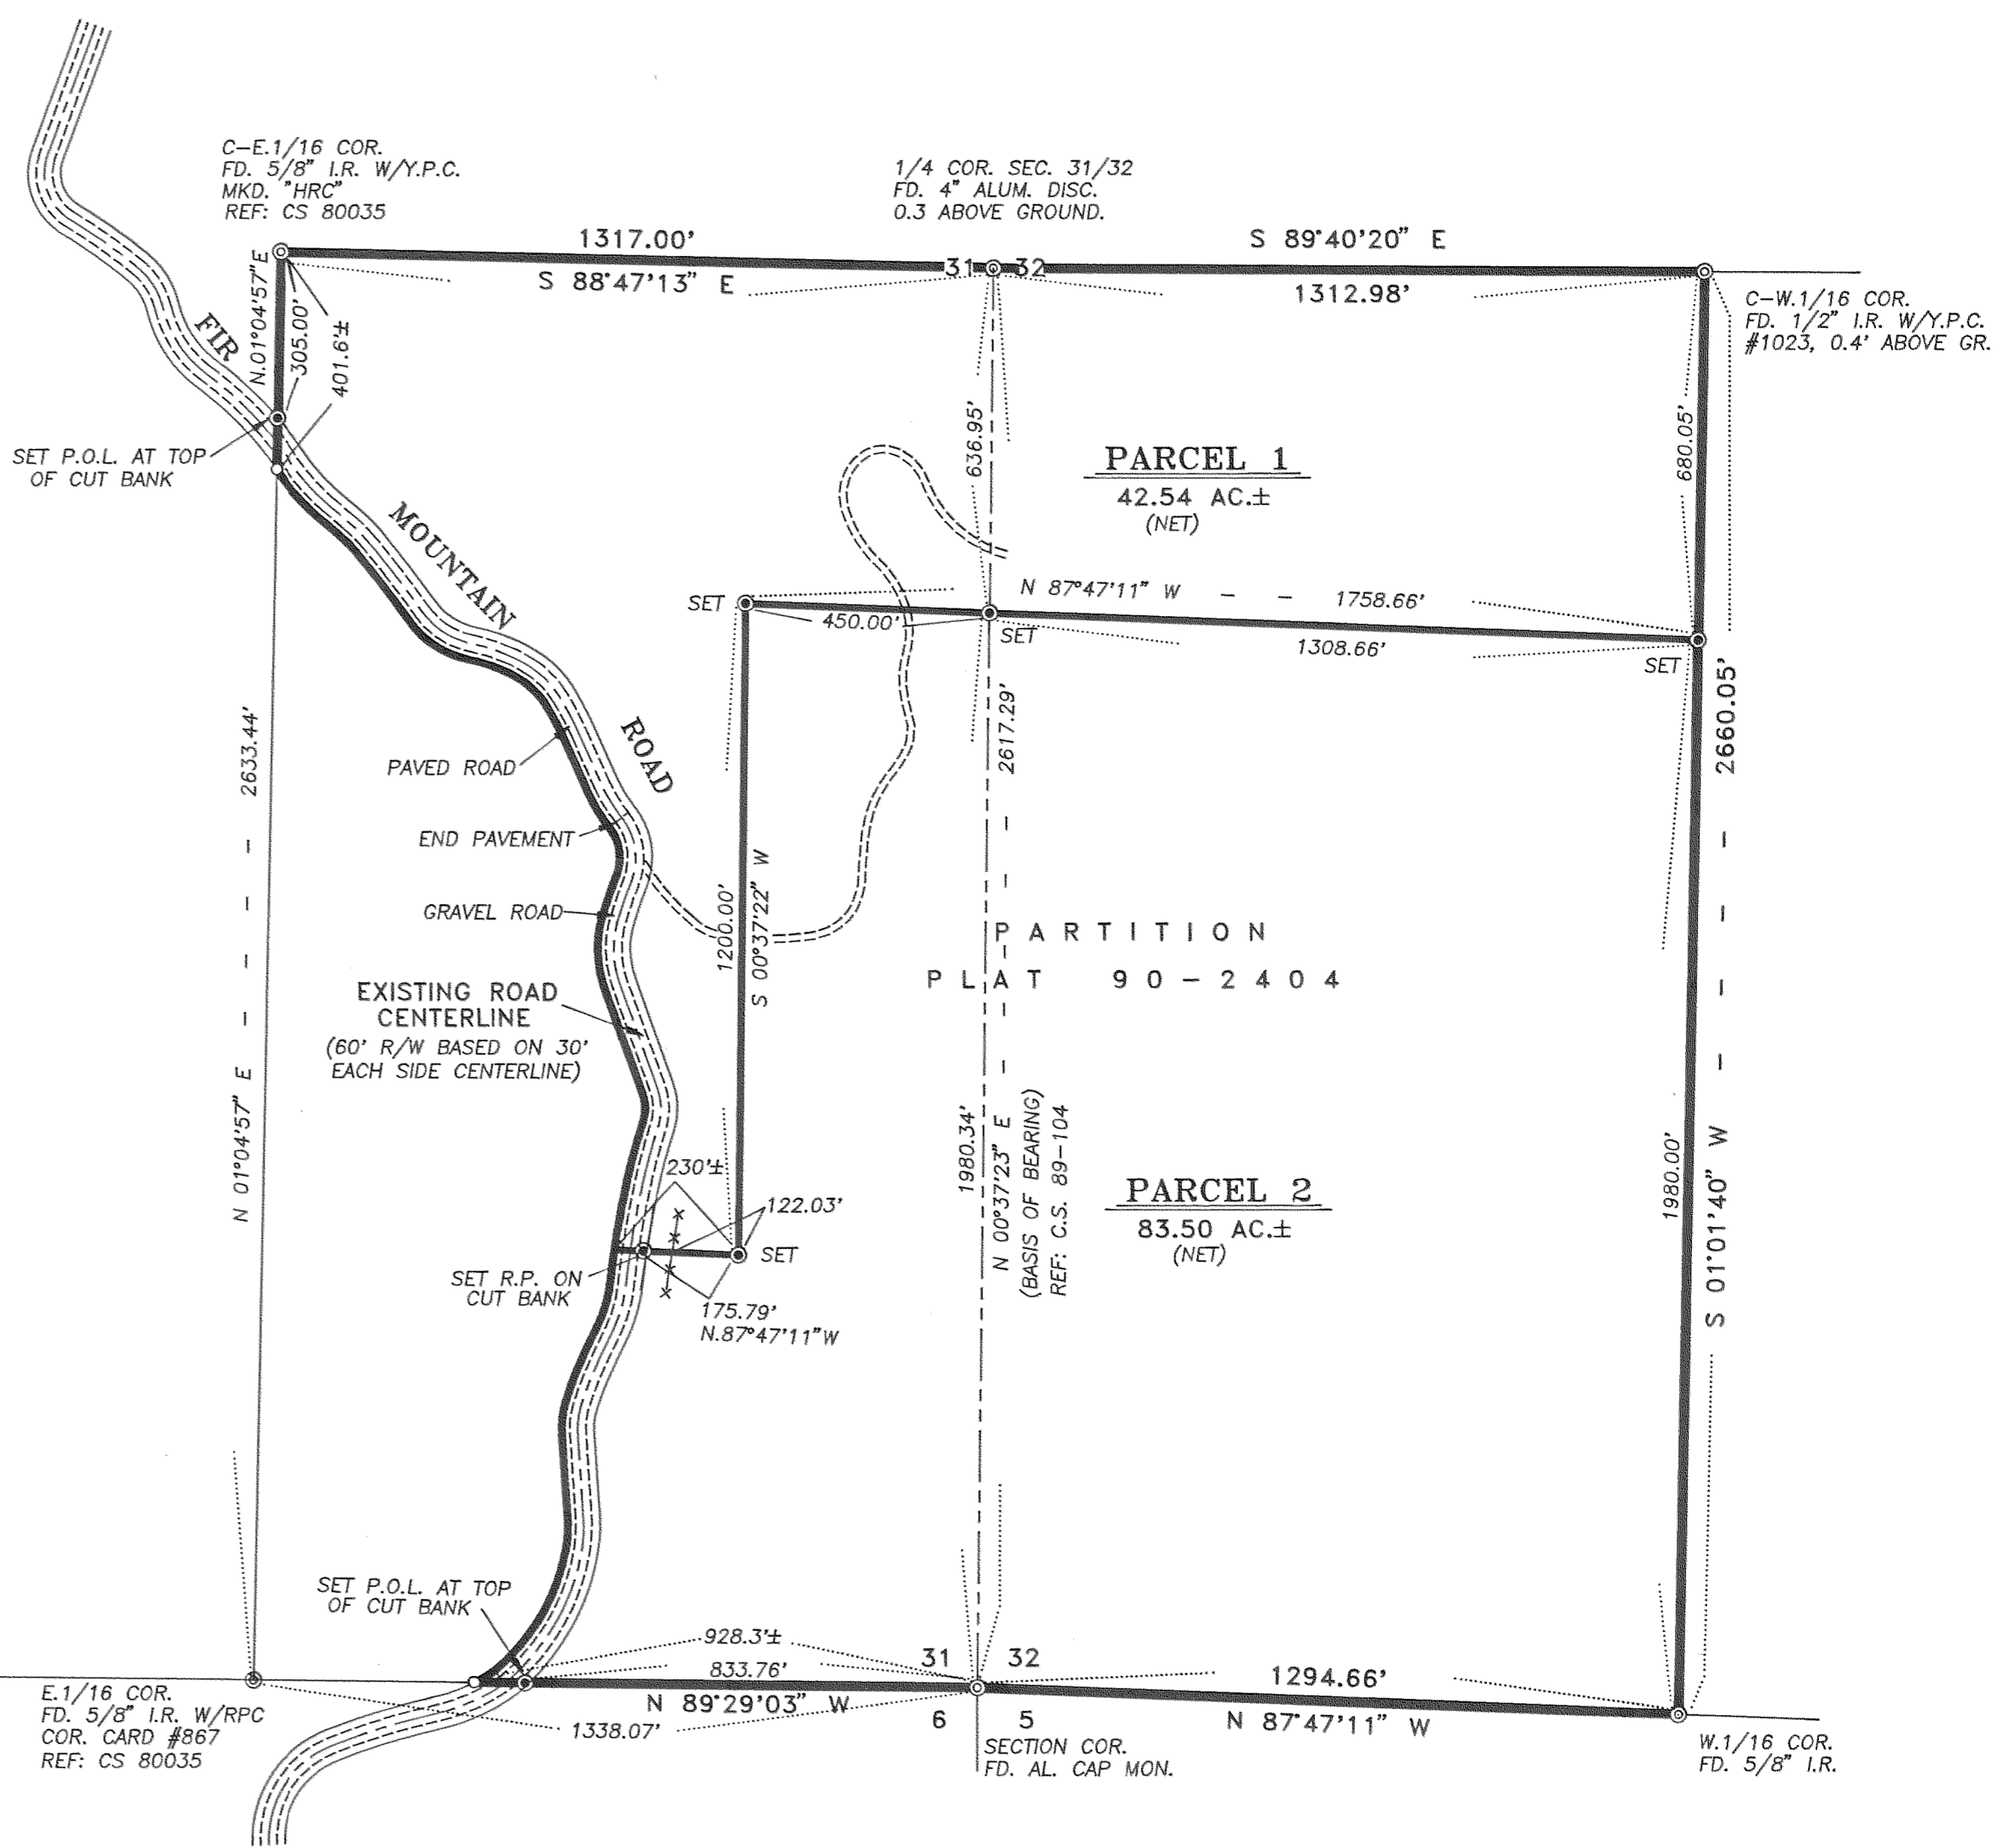 C-E.1/16 COR.
FD. 5/8" I.R. W/Y.P.C.
MKD. "HRC"
REF: CS 80035
1/4 COR. SEC. 31/32
FD. 4" ALUM. DISC.
0.3 ABOVE GROUND.
1317.00'
S 88°47'13" E
31 32
S 89°40'20" E
1312.98'
C-W.1/16 COR.
FD. 1/2" I.R. W/Y.P.C.
#1023, 0.4' ABOVE GR.
N.01°04'57"E
305.00'
401.6'±
FIR
MOUNTAIN
ROAD
SET P.O.L. AT TOP
OF CUT BANK
636.95'
680.05'
PARCEL 1
42.54 AC.±
(NET)
SET
450.00'
SET
N 87°47'11" W - - 1758.66'
1308.66'
SET
2633.44'
N 01°04'57" E
PAVED ROAD
END PAVEMENT
GRAVEL ROAD
EXISTING ROAD
CENTERLINE
(60' R/W BASED ON 30'
EACH SIDE CENTERLINE)
1200.00'
S 00°37'22" W
2617.29'
2660.05'
PARTITION
PLAT 90-2404
1980.34'
N 00°37'23" E
(BASIS OF BEARING)
REF: C.S. 89-104
1980.00'
S 01°01'40" W
PARCEL 2
83.50 AC.±
(NET)
230'±
122.03'
SET
SET R.P. ON
CUT BANK
175.79'
N.87°47'11"W
SET P.O.L. AT TOP
OF CUT BANK
928.3'±
833.76'
N 89°29'03" W
1338.07'
31 32
6 5
1294.66'
N 87°47'11" W
E.1/16 COR.
FD. 5/8" I.R. W/RPC
COR. CARD #867
REF: CS 80035
SECTION COR.
FD. AL. CAP MON.
W.1/16 COR.
FD. 5/8" I.R.